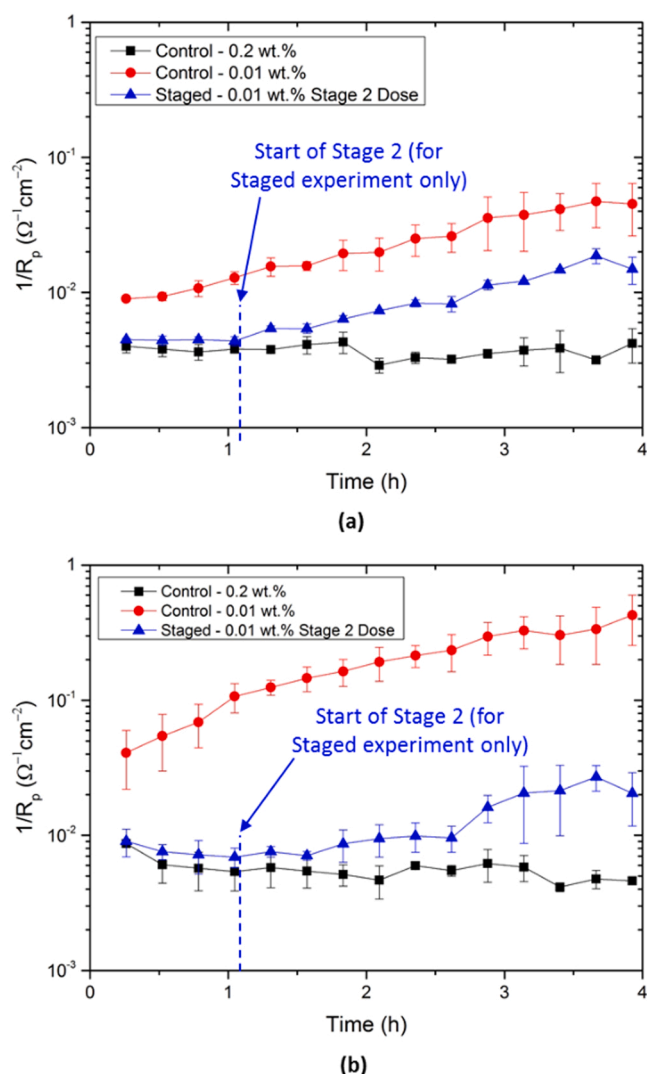 (a)
1
Control - 0.2 wt.%
Control - 0.01 wt.%
Staged - 0.01 wt.% Stage 2 Dose
10⁻¹
Start of Stage 2 (for
Staged experiment only)
1/Rₚ (Ω⁻¹cm⁻²)
10⁻²
10⁻³
0 1 2 3 4
Time (h)
(a)
1
Control - 0.2 wt.%
Control - 0.01 wt.%
Staged - 0.01 wt.% Stage 2 Dose
10⁻¹
Start of Stage 2 (for
Staged experiment only)
1/Rₚ (Ω⁻¹cm⁻²)
10⁻²
10⁻³
0 1 2 3 4
Time (h)
(b)